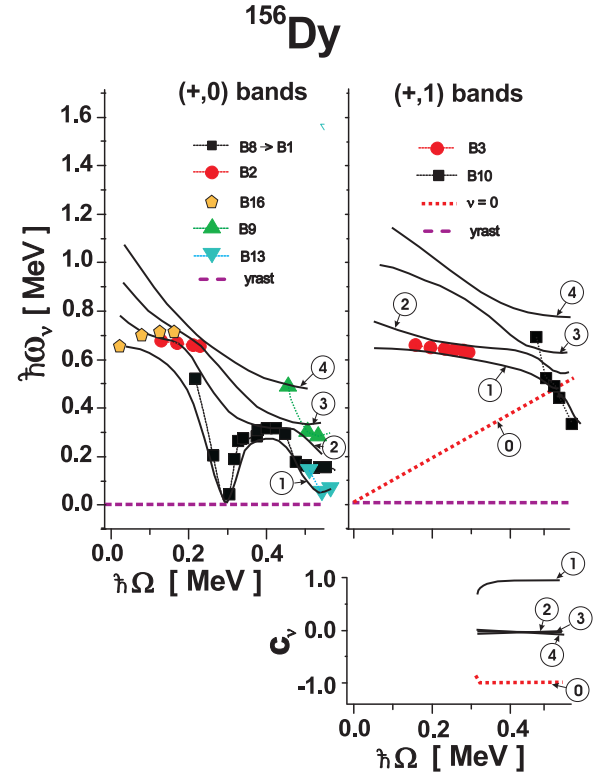 156Dy
(+,0) bands
(+,1) bands
B8 → B1
B2
B16
B9
B13
yrast
B3
B10
ν = 0
yrast
ħω_ν [ MeV ]
1.6
1.4
1.2
1.0
0.8
0.6
0.4
0.2
0.0
4
3
2
1
2
1
4
3
0
0.0 0.2 0.4
ħΩ [ MeV ]
c_ν
1.0
0.0
-1.0
1
2
3
4
0
0.0 0.2 0.4
ħΩ [ MeV ]